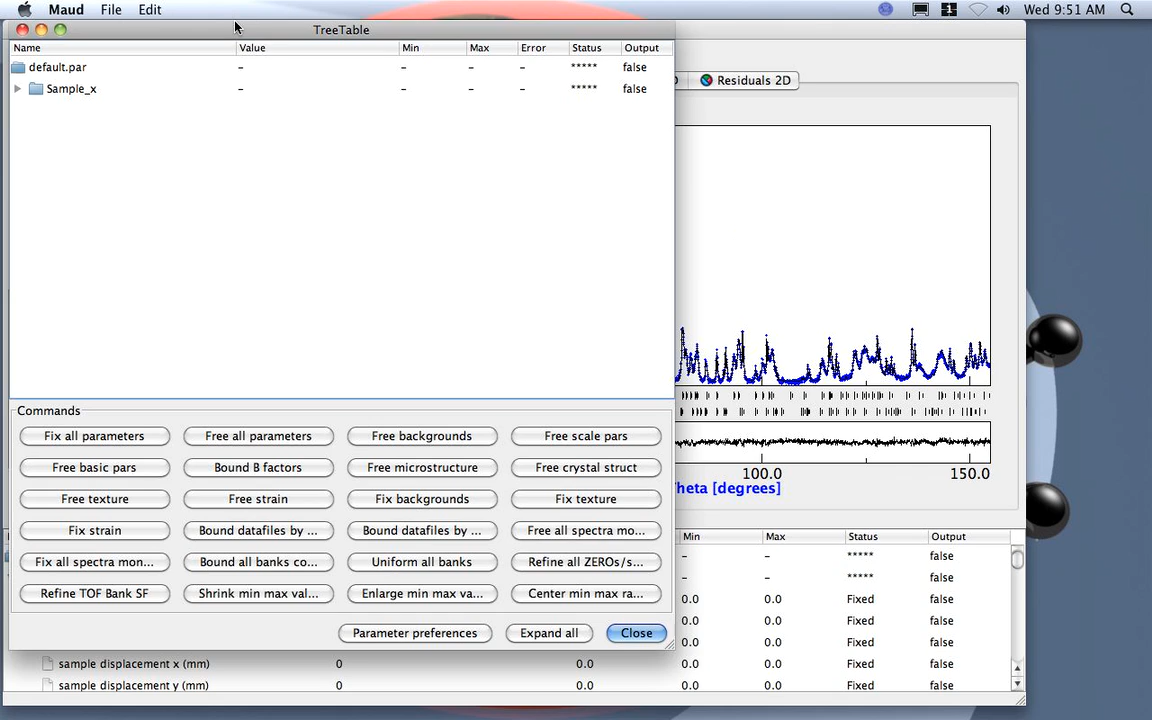 Maud File Edit 1 Wed 9:51 AM
TreeTable
Name Value Min Max Error Status Output
default.par – – – – ***** false
Sample_x – – – – ***** false
Residuals 2D
100.0 150.0
heta [degrees]
Commands
Fix all parameters Free all parameters Free backgrounds Free scale pars
Free basic pars Bound B factors Free microstructure Free crystal struct
Free texture Free strain Fix backgrounds Fix texture
Fix strain Bound datafiles by ... Bound datafiles by ... Free all spectra mo...
Fix all spectra mon... Bound all banks co... Uniform all banks Refine all ZEROs/s...
Refine TOF Bank SF Shrink min max val... Enlarge min max va... Center min max ra...
Parameter preferences Expand all Close
Min Max Status Output
– – ***** false
– – ***** false
0.0 0.0 Fixed false
0.0 0.0 Fixed false
0.0 0.0 Fixed false
sample displacement x (mm) 0 0.0 0.0 0.0 Fixed false
sample displacement y (mm) 0 0.0 0.0 0.0 Fixed false